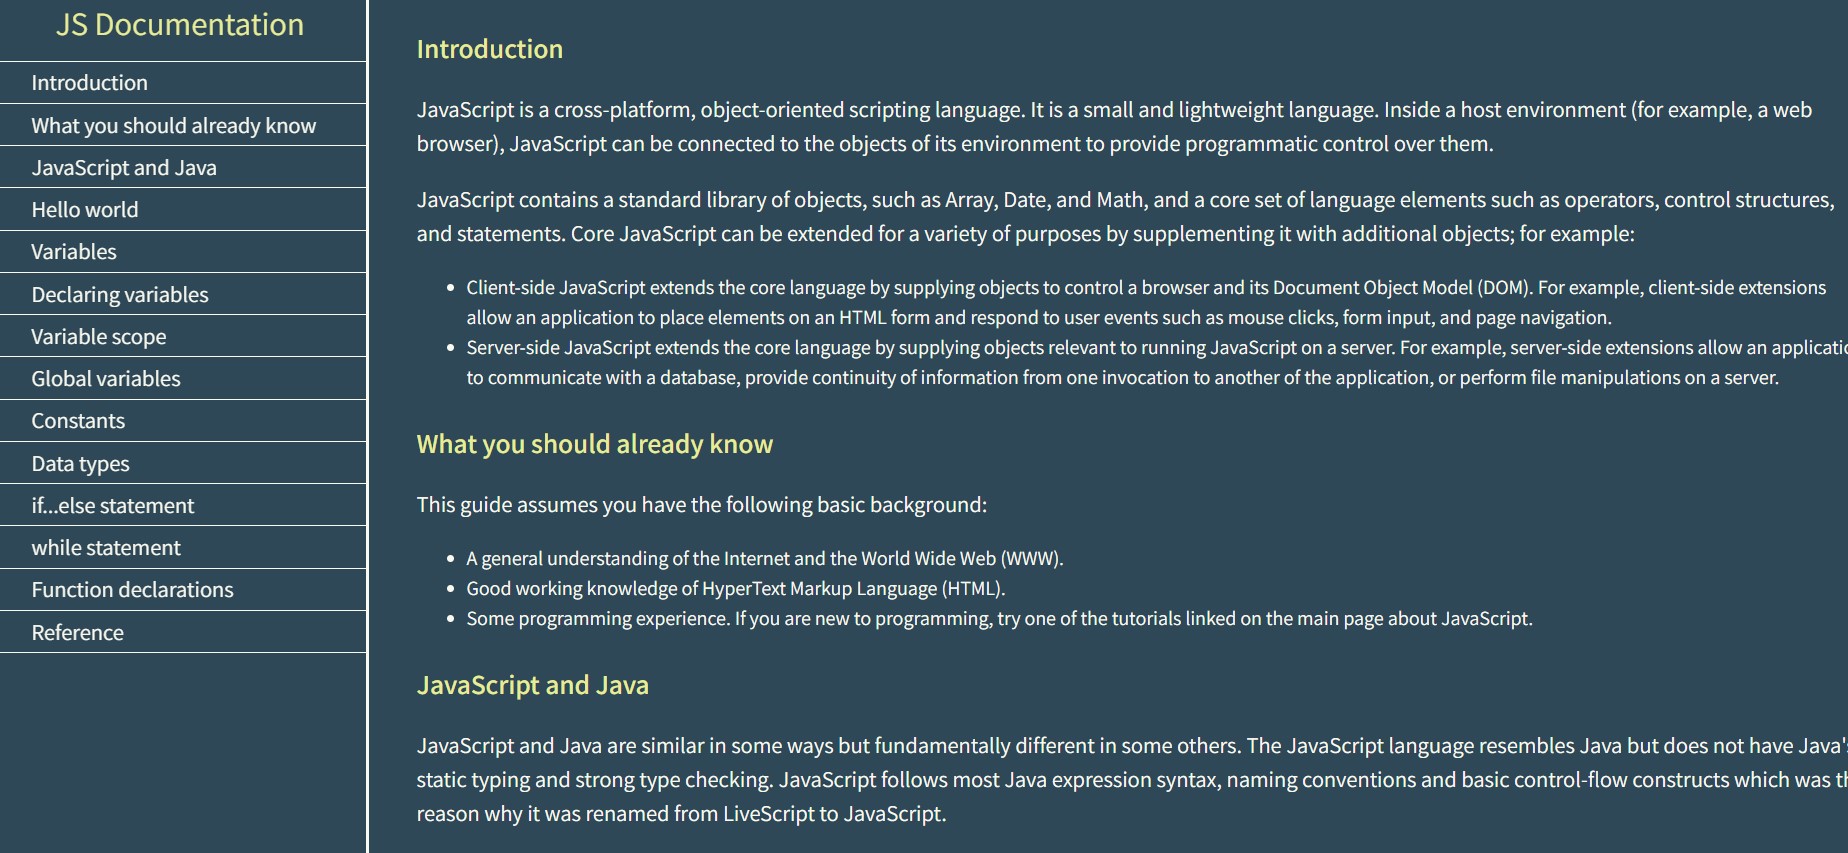 JS Documentation
Introduction
What you should already know
JavaScript and Java
Hello world
Variables
Declaring variables
Variable scope
Global variables
Constants
Data types
if...else statement
while statement
Function declarations
Reference
Introduction
JavaScript is a cross-platform, object-oriented scripting language. It is a small and lightweight language. Inside a host environment (for example, a web
browser), JavaScript can be connected to the objects of its environment to provide programmatic control over them.
JavaScript contains a standard library of objects, such as Array, Date, and Math, and a core set of language elements such as operators, control structures,
and statements. Core JavaScript can be extended for a variety of purposes by supplementing it with additional objects; for example:
• Client-side JavaScript extends the core language by supplying objects to control a browser and its Document Object Model (DOM). For example, client-side extensions
allow an application to place elements on an HTML form and respond to user events such as mouse clicks, form input, and page navigation.
• Server-side JavaScript extends the core language by supplying objects relevant to running JavaScript on a server. For example, server-side extensions allow an
to communicate with a database, provide continuity of information from one invocation to another of the application, or perform file manipulations on a server.
What you should already know
This guide assumes you have the following basic background:
• A general understanding of the Internet and the World Wide Web (WWW).
• Good working knowledge of HyperText Markup Language (HTML).
• Some programming experience. If you are new to programming, try one of the tutorials linked on the main page about JavaScript.
JavaScript and Java
JavaScript and Java are similar in some ways but fundamentally different in some others. The JavaScript language resembles Java but does not have Java's
static typing and strong type checking. JavaScript follows most Java expression syntax, naming conventions and basic control-flow constructs which was
reason why it was renamed from LiveScript to JavaScript.